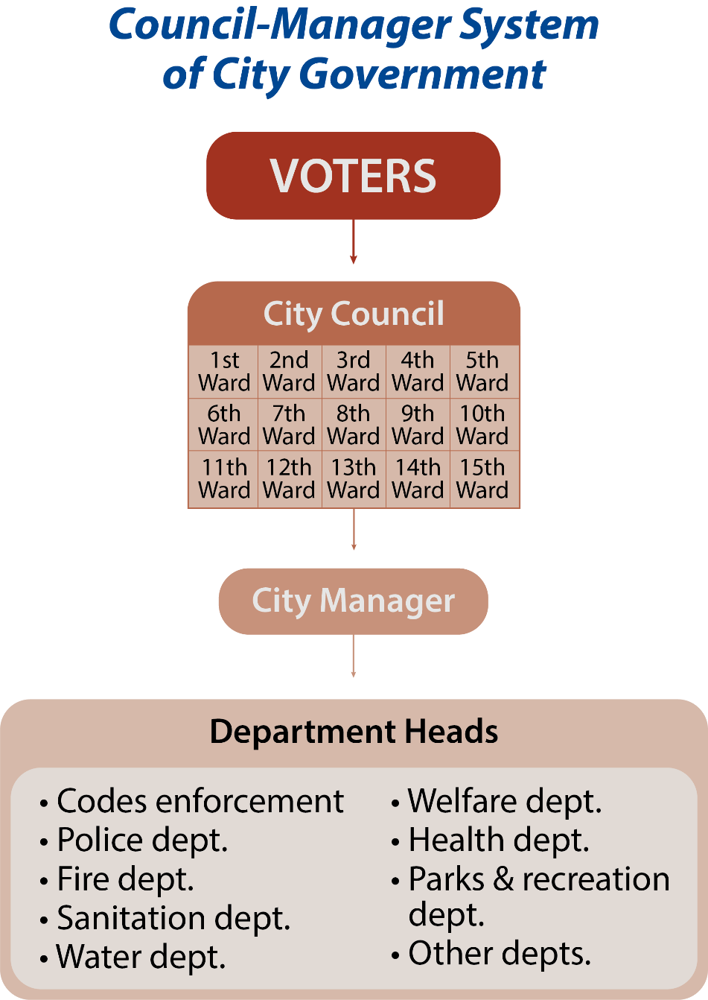 Council-Manager System
of City Government
VOTERS
City Council
1st Ward
2nd Ward
3rd Ward
4th Ward
5th Ward
6th Ward
7th Ward
8th Ward
9th Ward
10th Ward
11th Ward
12th Ward
13th Ward
14th Ward
15th Ward
City Manager
Department Heads
• Codes enforcement
• Police dept.
• Fire dept.
• Sanitation dept.
• Water dept.
• Welfare dept.
• Health dept.
• Parks & recreation
dept.
• Other depts.